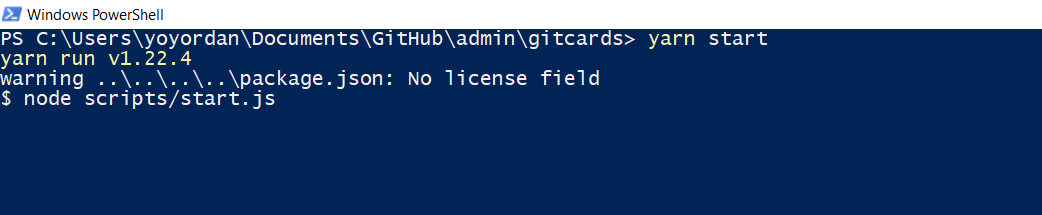 Windows PowerShell
PS C:\Users\yoyordan\Documents\GitHub\admin\gitcards> yarn start
yarn run v1.22.4
warning ..\..\..\..\package.json: No license field
$ node scripts/start.js